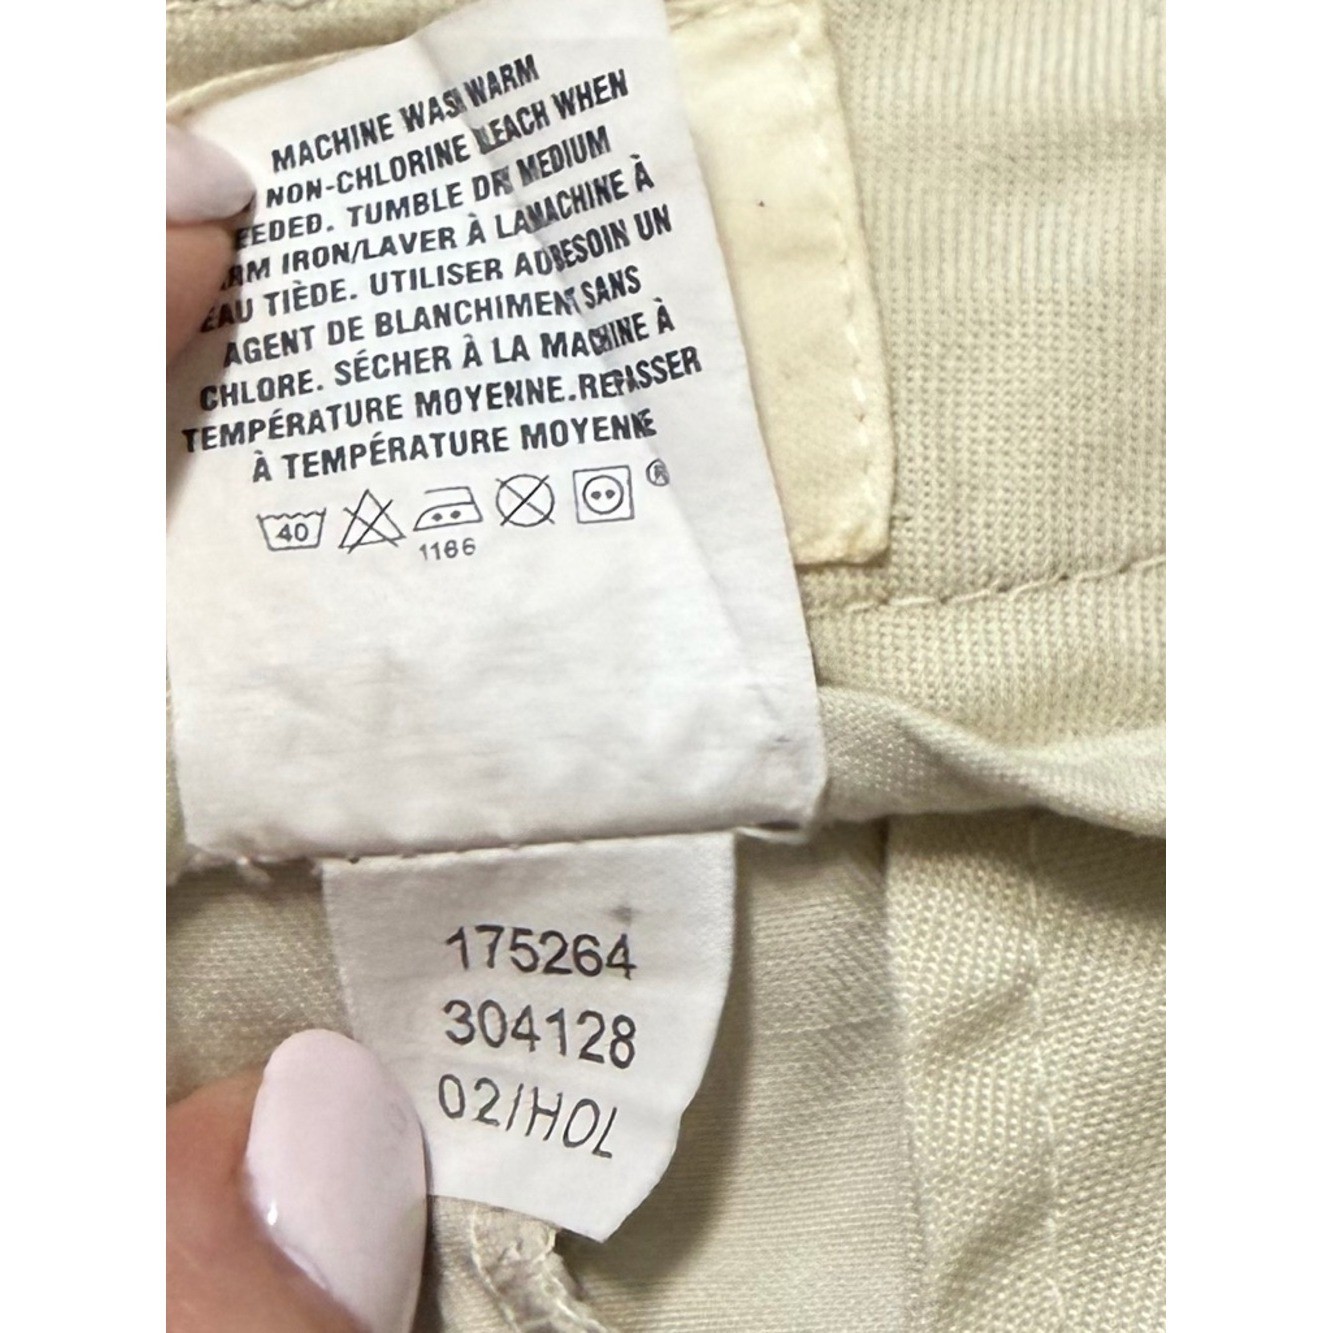 MACHINE WASH WARM
NON-CHLORINE BLEACH WHEN
EEDED. TUMBLE DRY MEDIUM
ARM IRON/LAVER À LA MACHINE À
EAU TIÈDE. UTILISER AU BESOIN UN
AGENT DE BLANCHIMENT SANS
CHLORE. SÉCHER À LA MACHINE À
TEMPÉRATURE MOYENNE. REPASSER
À TEMPÉRATURE MOYENNE
40 ®
1166
175264
304128
02/HOL